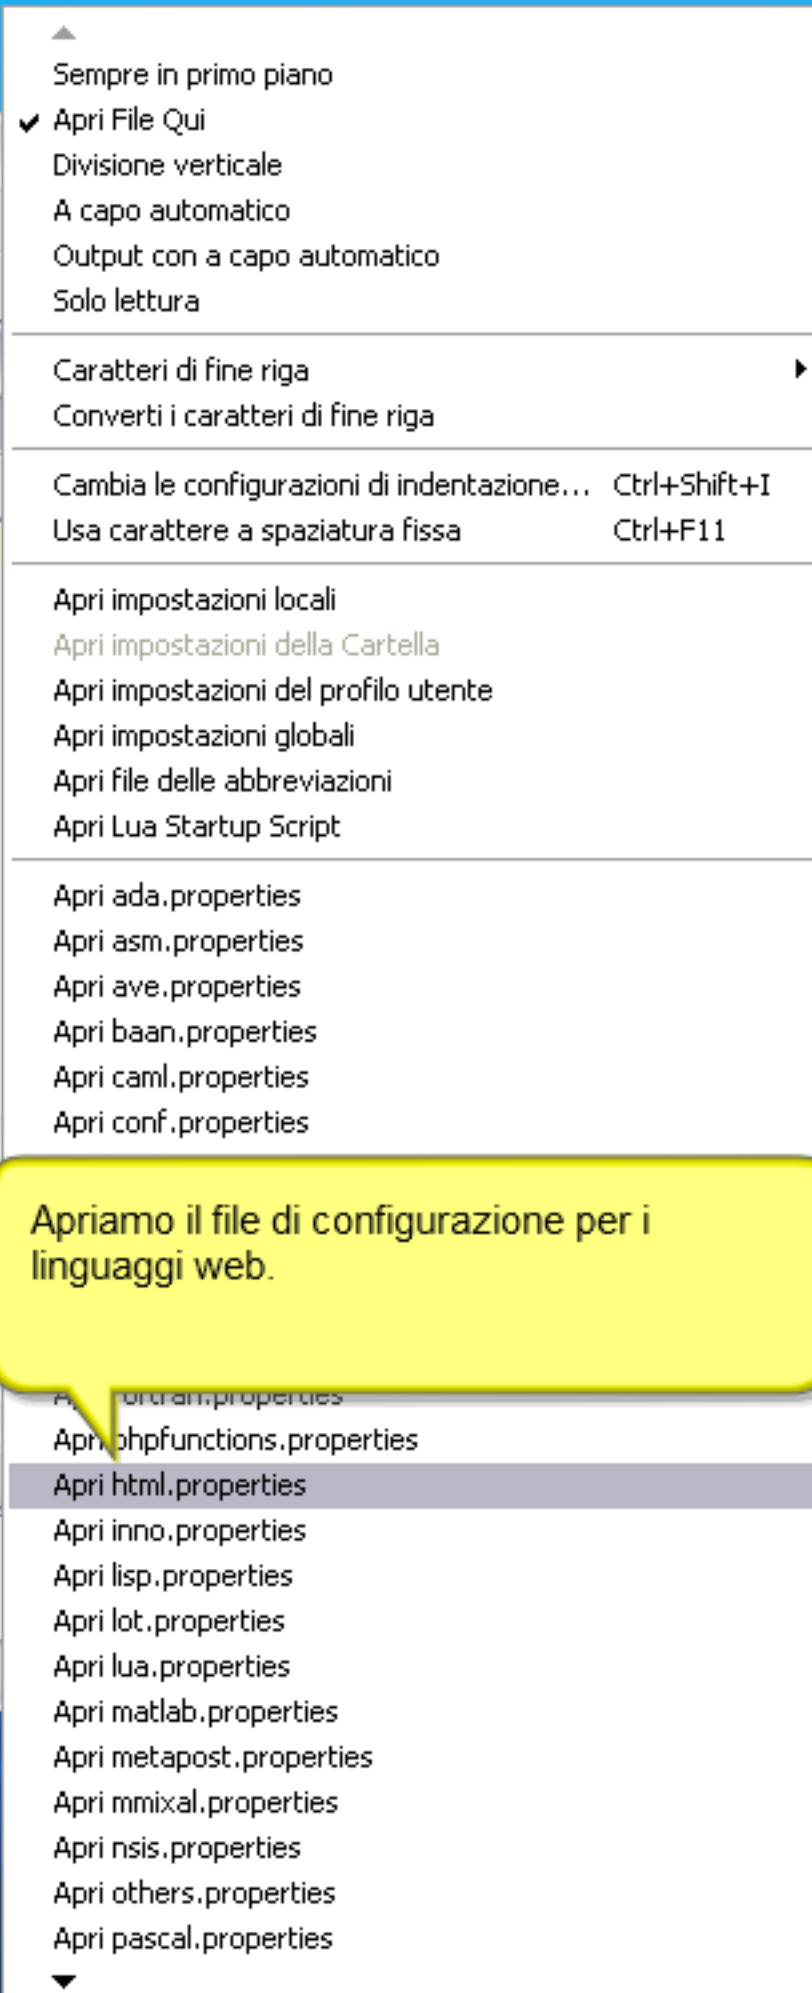 Sempre in primo piano
Apri File Qui
Divisione verticale
A capo automatico
Output con a capo automatico
Solo lettura
Caratteri di fine riga
Converti i caratteri di fine riga
Cambia le configurazioni di indentazione... Ctrl+Shift+I
Usa carattere a spaziatura fissa Ctrl+F11
Apri impostazioni locali
Apri impostazioni della Cartella
Apri impostazioni del profilo utente
Apri impostazioni globali
Apri file delle abbreviazioni
Apri Lua Startup Script
Apri ada.properties
Apri asm.properties
Apri ave.properties
Apri baan.properties
Apri caml.properties
Apri conf.properties
Apriamo il file di configurazione per i
linguaggi web.
Apri phpfunctions.properties
Apri html.properties
Apri inno.properties
Apri lisp.properties
Apri lot.properties
Apri lua.properties
Apri matlab.properties
Apri metapost.properties
Apri mmixal.properties
Apri nsis.properties
Apri others.properties
Apri pascal.properties